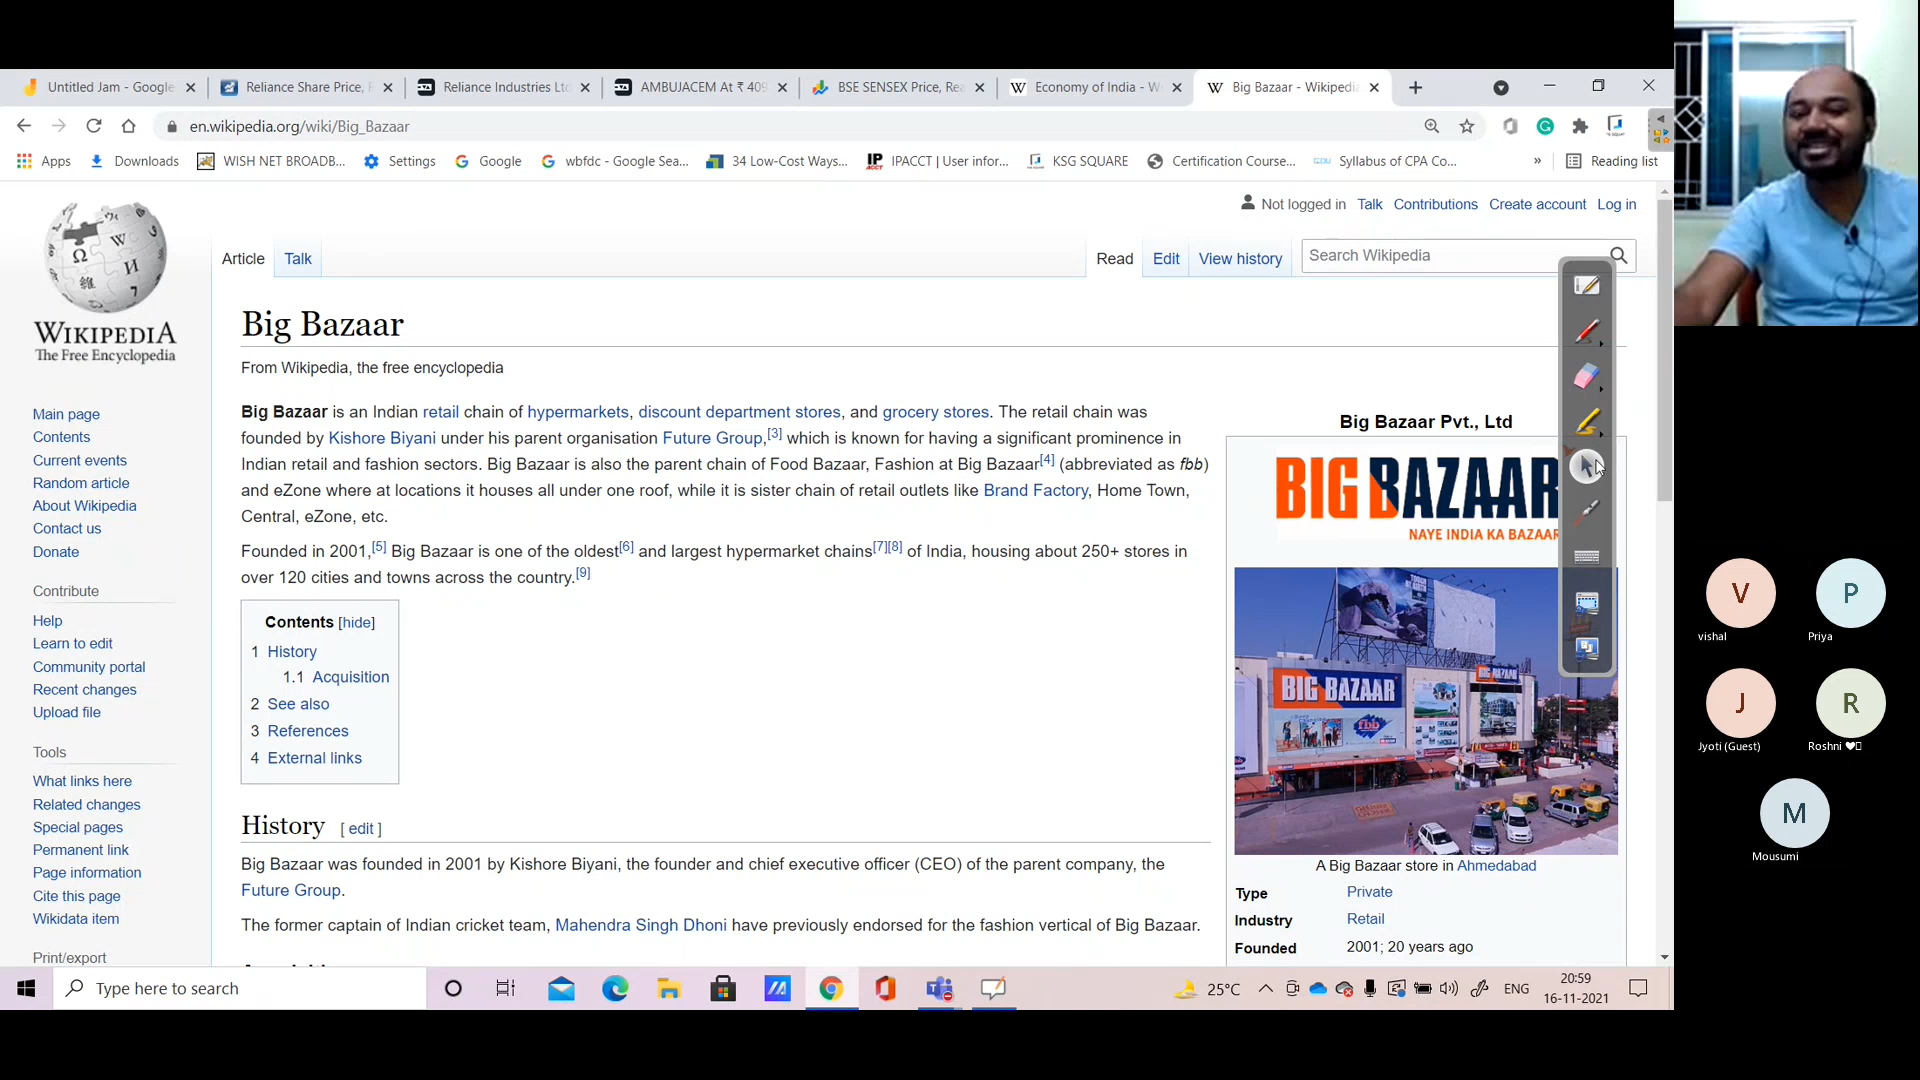 Untitled Jam - Google
Reliance Share Price,
Reliance Industries Ltd
AMBUJACEM At ₹ 409
BSE SENSEX Price, Rea
Economy of India - W
Big Bazaar - Wikipedi
en.wikipedia.org/wiki/Big_Bazaar
Apps
Downloads
WISH NET BROADB...
Settings
Google
wbfdc - Google Sea...
34 Low-Cost Ways...
IP ACCT
IPACCT | User infor...
KSG SQUARE
Certification Course...
Syllabus of CPA Co...
»
Reading list
Not logged in Talk Contributions Create account Log in
Article Talk
Read Edit View history
Search Wikipedia
WIKIPEDIA
The Free Encyclopedia
Main page
Contents
Current events
Random article
About Wikipedia
Contact us
Donate
Contribute
Help
Learn to edit
Community portal
Recent changes
Upload file
Tools
What links here
Related changes
Special pages
Permanent link
Page information
Cite this page
Wikidata item
Print/export
Big Bazaar
From Wikipedia, the free encyclopedia
Big Bazaar is an Indian retail chain of hypermarkets, discount department stores, and grocery stores. The retail chain was
founded by Kishore Biyani under his parent organisation Future Group,[3] which is known for having a significant prominence in
Indian retail and fashion sectors. Big Bazaar is also the parent chain of Food Bazaar, Fashion at Big Bazaar[4] (abbreviated as fbb)
and eZone where at locations it houses all under one roof, while it is sister chain of retail outlets like Brand Factory, Home Town,
Central, eZone, etc.
Founded in 2001,[5] Big Bazaar is one of the oldest[6] and largest hypermarket chains[7][8] of India, housing about 250+ stores in
over 120 cities and towns across the country.[9]
Contents [hide]
1 History
1.1 Acquisition
2 See also
3 References
4 External links
History [ edit ]
Big Bazaar was founded in 2001 by Kishore Biyani, the founder and chief executive officer (CEO) of the parent company, the
Future Group.
The former captain of Indian cricket team, Mahendra Singh Dhoni have previously endorsed for the fashion vertical of Big Bazaar.
Big Bazaar Pvt., Ltd
BIG BAZAAR
NAYE INDIA KA BAZAAR
BIG BAZAAR
BIG BAZAAR
fbb
A Big Bazaar store in Ahmedabad
Type Private
Industry Retail
Founded 2001; 20 years ago
V
vishal
P
Priya
J
Jyoti (Guest)
R
Roshni ❤
M
Mousumi
Type here to search
25°C
ENG
20:59
16-11-2021